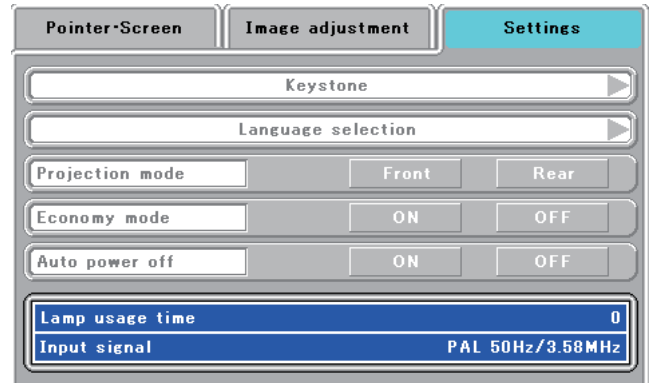 Pointer·Screen Image adjustment Settings
Keystone
Language selection
Projection mode Front Rear
Economy mode ON OFF
Auto power off ON OFF
Lamp usage time 0
Input signal PAL 50Hz/3.58MHz